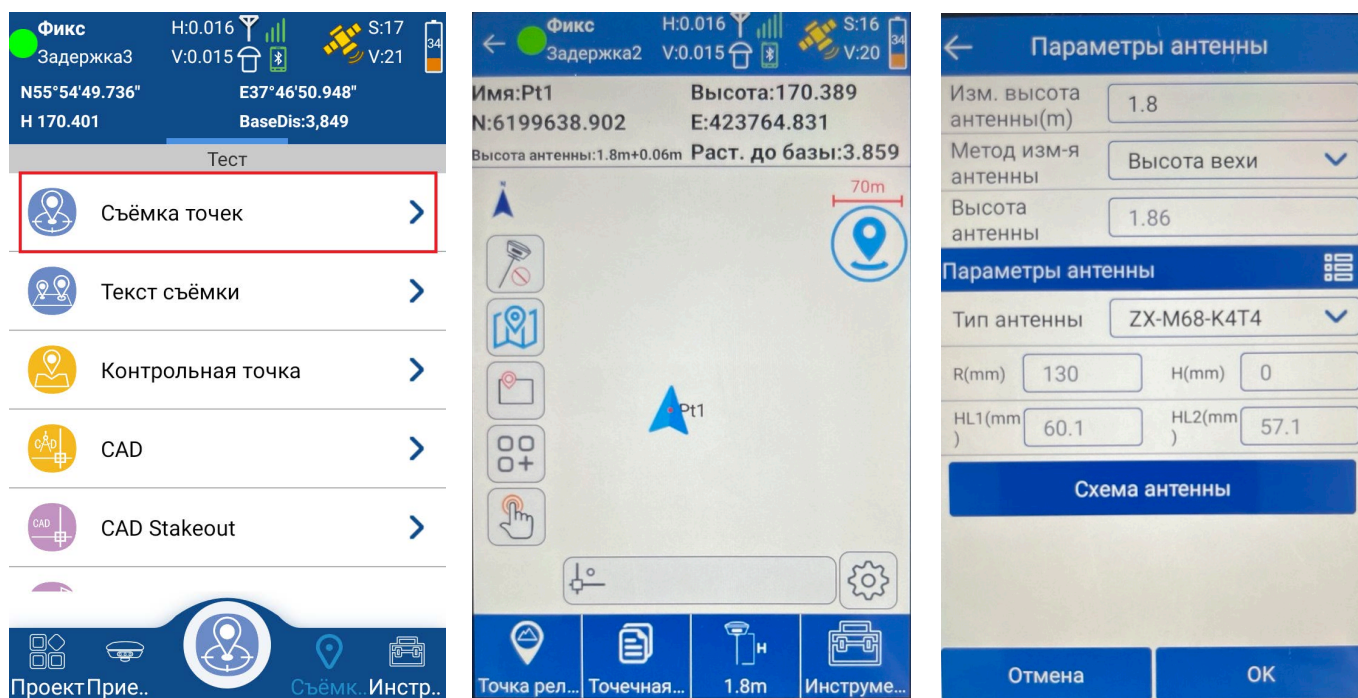 Фикс
Задержка3
H:0.016
V:0.015
S:17
V:21
34
N55°54'49.736"
E37°46'50.948"
H 170.401
BaseDis:3,849
Тест
Съёмка точек
Текст съёмки
Контрольная точка
CAD
CAD
CAD Stakeout
CAD
Проект
Прие..
Съёмк..
Инстр..
Фикс
Задержка2
H:0.016
V:0.015
S:16
V:20
34
Имя:Pt1
Высота:170.389
N:6199638.902
E:423764.831
Высота антенны:1.8m+0.06m
Раст. до базы:3.859
N
70m
Pt1
Точка рел...
Точечная...
H
1.8m
Инструме...
Параметры антенны
Изм. высота
антенны(m)
1.8
Метод изм-я
антенны
Высота вехи
Высота
антенны
1.86
Параметры антенны
Тип антенны
ZX-M68-K4T4
R(mm)
130
H(mm)
0
HL1(mm
)
60.1
HL2(mm
)
57.1
Схема антенны
Отмена
OK